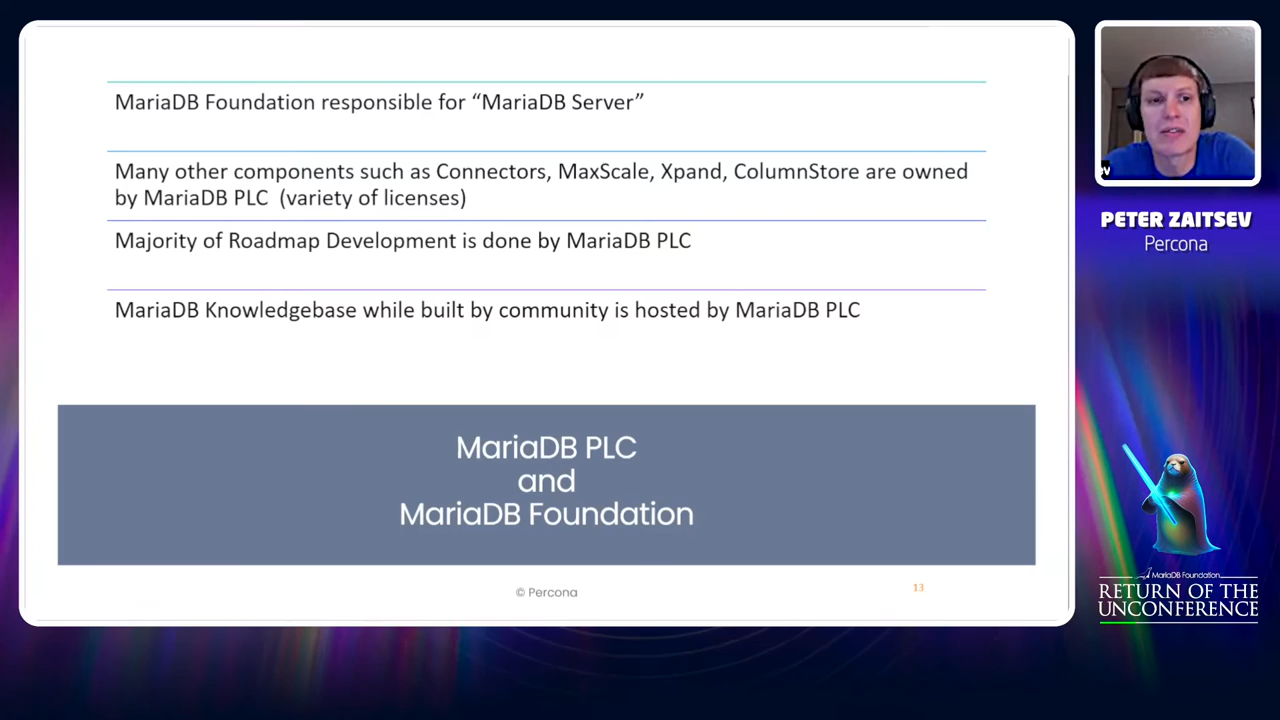 MariaDB Foundation responsible for “MariaDB Server”
Many other components such as Connectors, MaxScale, Xpand, ColumnStore are owned
by MariaDB PLC (variety of licenses)
Majority of Roadmap Development is done by MariaDB PLC
MariaDB Knowledgebase while built by community is hosted by MariaDB PLC
MariaDB PLC
and
MariaDB Foundation
© Percona
13
PETER ZAITSEV
Percona
MariaDB Foundation
RETURN OF THE
UNCONFERENCE